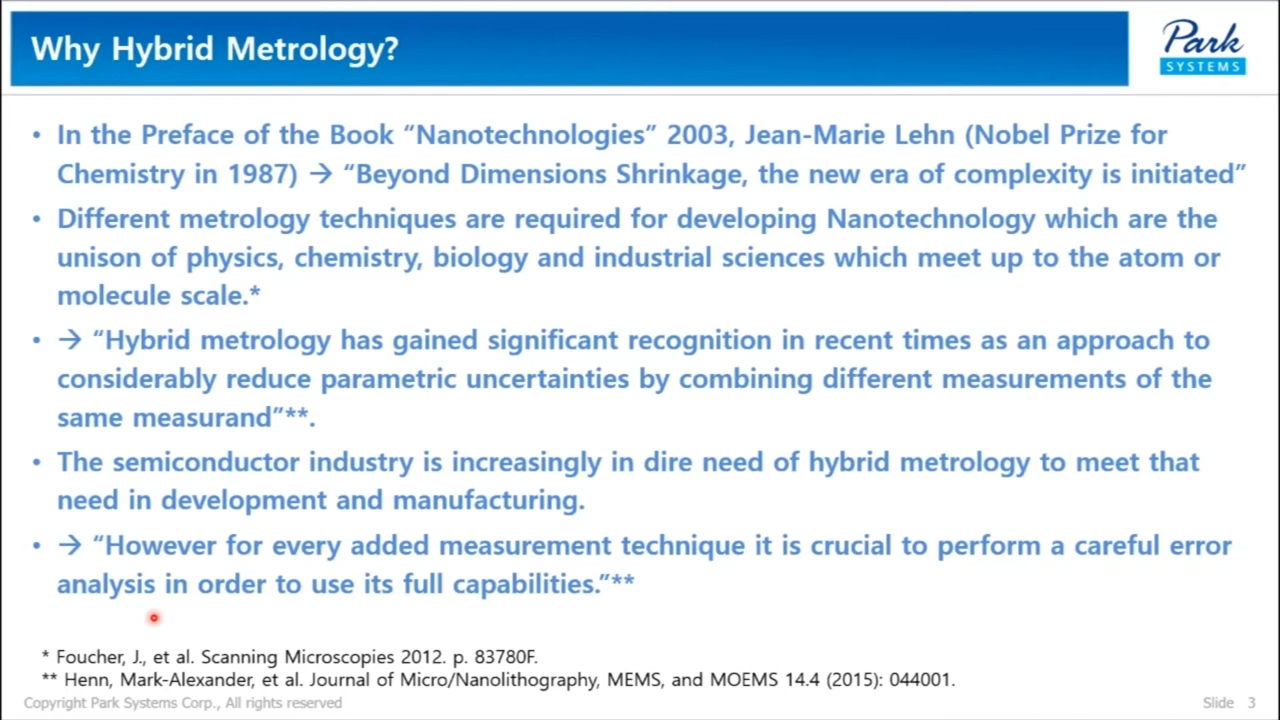 Why Hybrid Metrology?
Park
SYSTEMS
• In the Preface of the Book “Nanotechnologies” 2003, Jean-Marie Lehn (Nobel Prize for
Chemistry in 1987) → “Beyond Dimensions Shrinkage, the new era of complexity is initiated”
• Different metrology techniques are required for developing Nanotechnology which are the
unison of physics, chemistry, biology and industrial sciences which meet up to the atom or
molecule scale.*
• → “Hybrid metrology has gained significant recognition in recent times as an approach to
considerably reduce parametric uncertainties by combining different measurements of the
same measurand”**.
• The semiconductor industry is increasingly in dire need of hybrid metrology to meet that
need in development and manufacturing.
• → “However for every added measurement technique it is crucial to perform a careful error
analysis in order to use its full capabilities.”**
* Foucher, J., et al. Scanning Microscopies 2012. p. 83780F.
** Henn, Mark-Alexander, et al. Journal of Micro/Nanolithography, MEMS, and MOEMS 14.4 (2015): 044001.
Copyright Park Systems Corp., All rights reserved
Slide 3